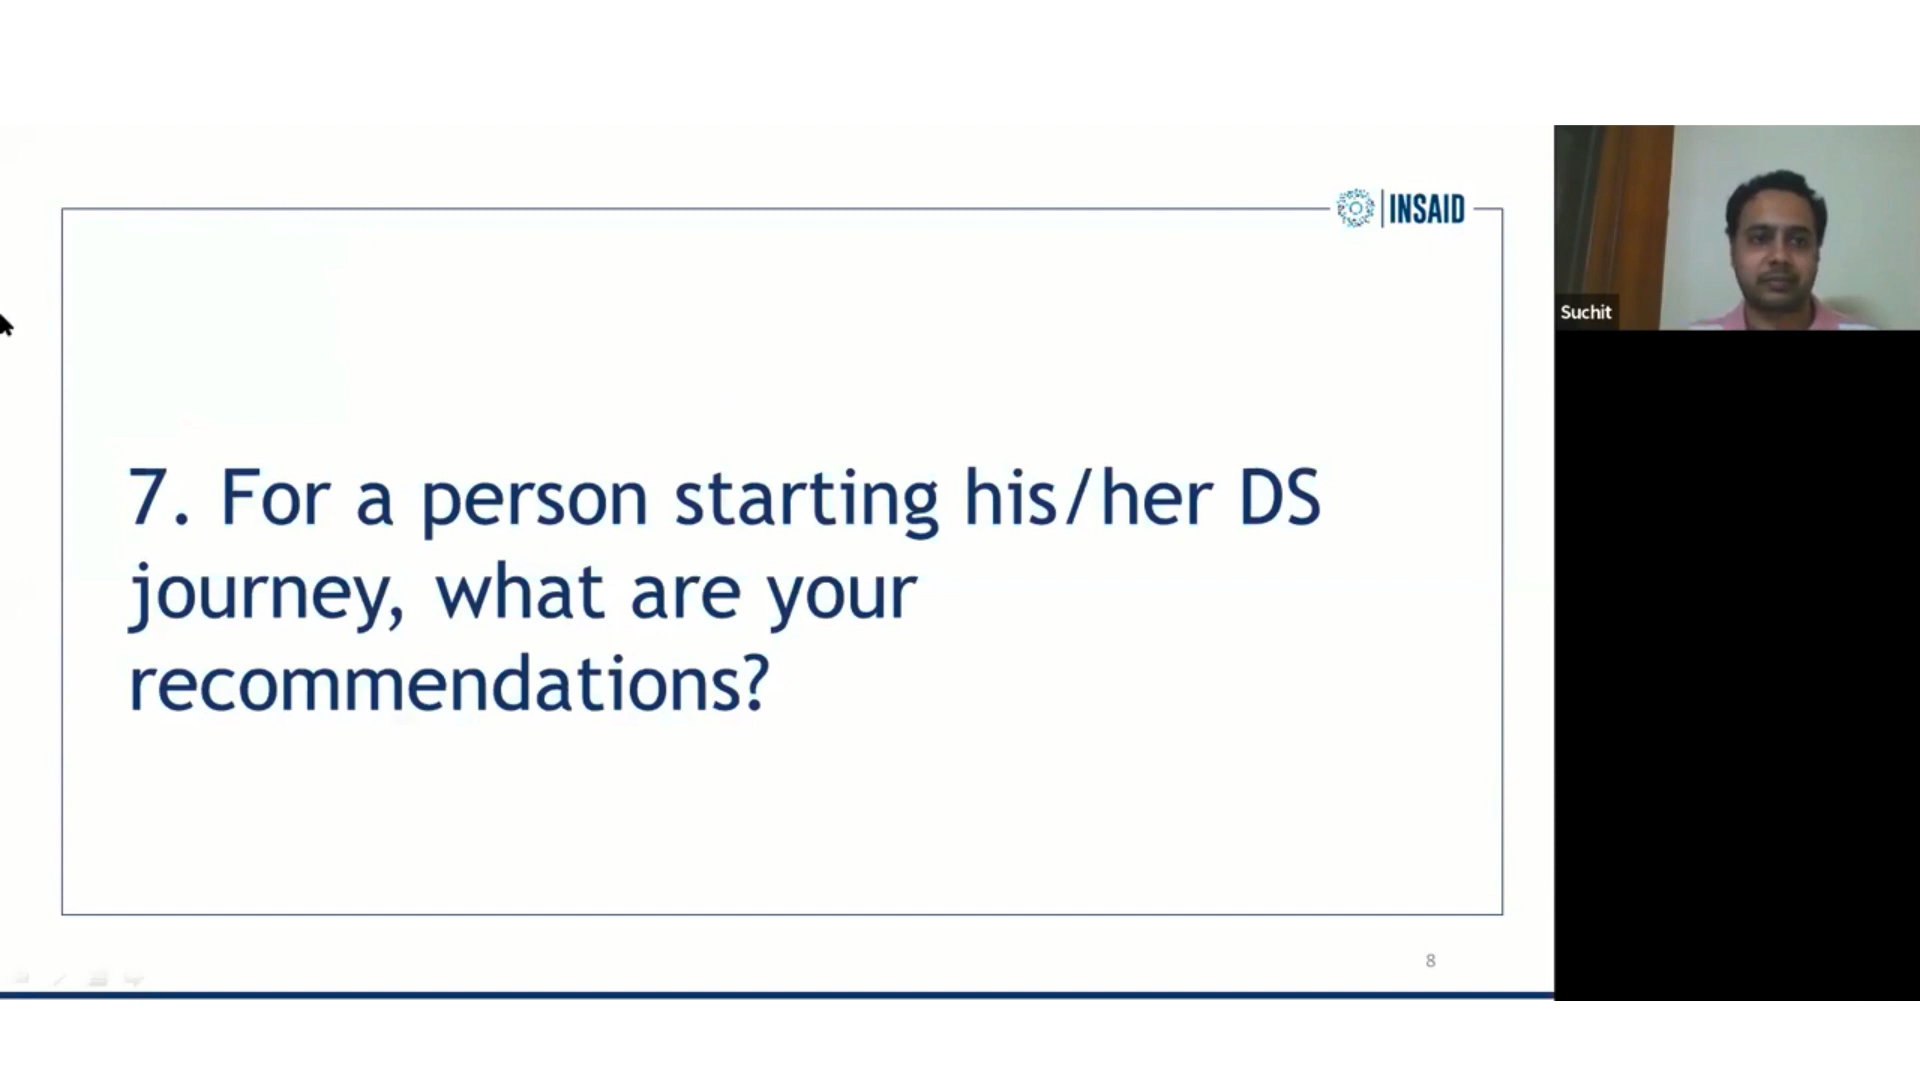 INSAID
7. For a person starting his/her DS
journey, what are your
recommendations?
8
Suchit